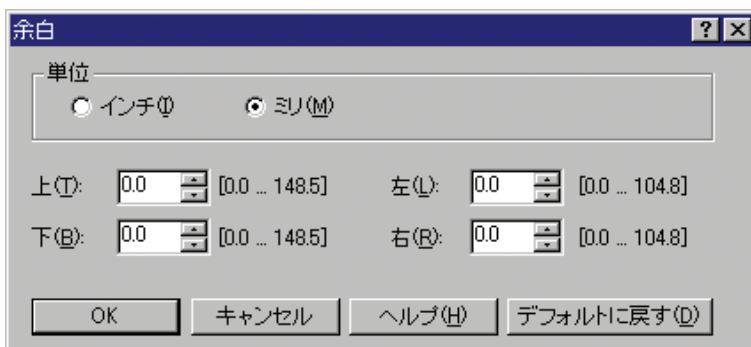 余白
単位
インチ(I) ミリ(M)
上(T): 0.0 [0.0 ... 148.5] 左(L): 0.0 [0.0 ... 104.8]
下(B): 0.0 [0.0 ... 148.5] 右(R): 0.0 [0.0 ... 104.8]
OK キャンセル ヘルプ(H) デフォルトに戻す(D)